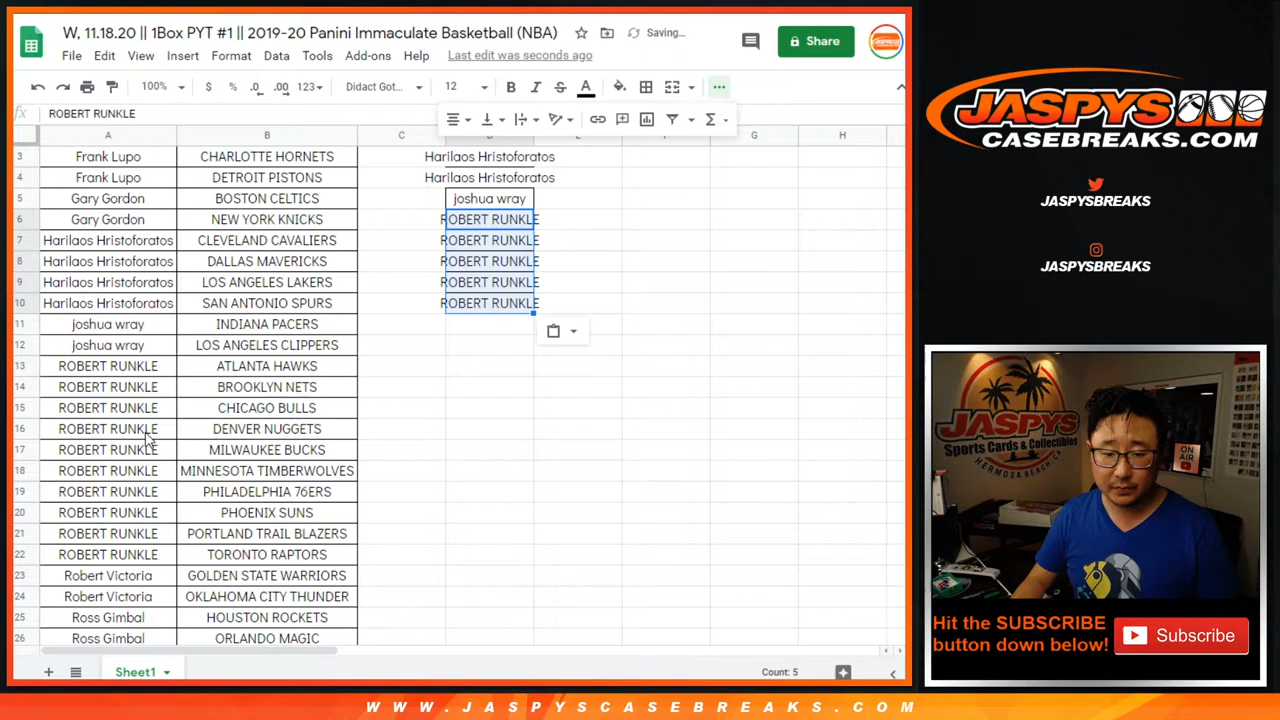 W, 11.18.20 || 1Box PYT #1 || 2019-20 Panini Immaculate Basketball (NBA)
Saving...
File Edit View Insert Format Data Tools Add-ons Help Last edit was seconds ago
Share
100% $ % .0 .00 123 Didact Got... 12 B I S A
fx ROBERT RUNKLE
A B C E G H
3 Frank Lupo CHARLOTTE HORNETS Harilaos Hristoforatos
4 Frank Lupo DETROIT PISTONS Harilaos Hristoforatos
5 Gary Gordon BOSTON CELTICS joshua wray
6 Gary Gordon NEW YORK KNICKS ROBERT RUNKLE
7 Harilaos Hristoforatos CLEVELAND CAVALIERS ROBERT RUNKLE
8 Harilaos Hristoforatos DALLAS MAVERICKS ROBERT RUNKLE
9 Harilaos Hristoforatos LOS ANGELES LAKERS ROBERT RUNKLE
10 Harilaos Hristoforatos SAN ANTONIO SPURS ROBERT RUNKLE
11 joshua wray INDIANA PACERS
12 joshua wray LOS ANGELES CLIPPERS
13 ROBERT RUNKLE ATLANTA HAWKS
14 ROBERT RUNKLE BROOKLYN NETS
15 ROBERT RUNKLE CHICAGO BULLS
16 ROBERT RUNKLE DENVER NUGGETS
17 ROBERT RUNKLE MILWAUKEE BUCKS
18 ROBERT RUNKLE MINNESOTA TIMBERWOLVES
19 ROBERT RUNKLE PHILADELPHIA 76ERS
20 ROBERT RUNKLE PHOENIX SUNS
21 ROBERT RUNKLE PORTLAND TRAIL BLAZERS
22 ROBERT RUNKLE TORONTO RAPTORS
23 Robert Victoria GOLDEN STATE WARRIORS
24 Robert Victoria OKLAHOMA CITY THUNDER
25 Ross Gimbal HOUSTON ROCKETS
26 Ross Gimbal ORLANDO MAGIC
Sheet1
Count: 5
JASPYS
CASEBREAKS.COM
JASPYSBREAKS
JASPYSBREAKS
JASPYS
Sports Cards & Collectibles
HERMOSA BEACH, CA
ON AIR
Hit the SUBSCRIBE
button down below!
Subscribe
WWW.JASPYSCASEBREAKS.COM